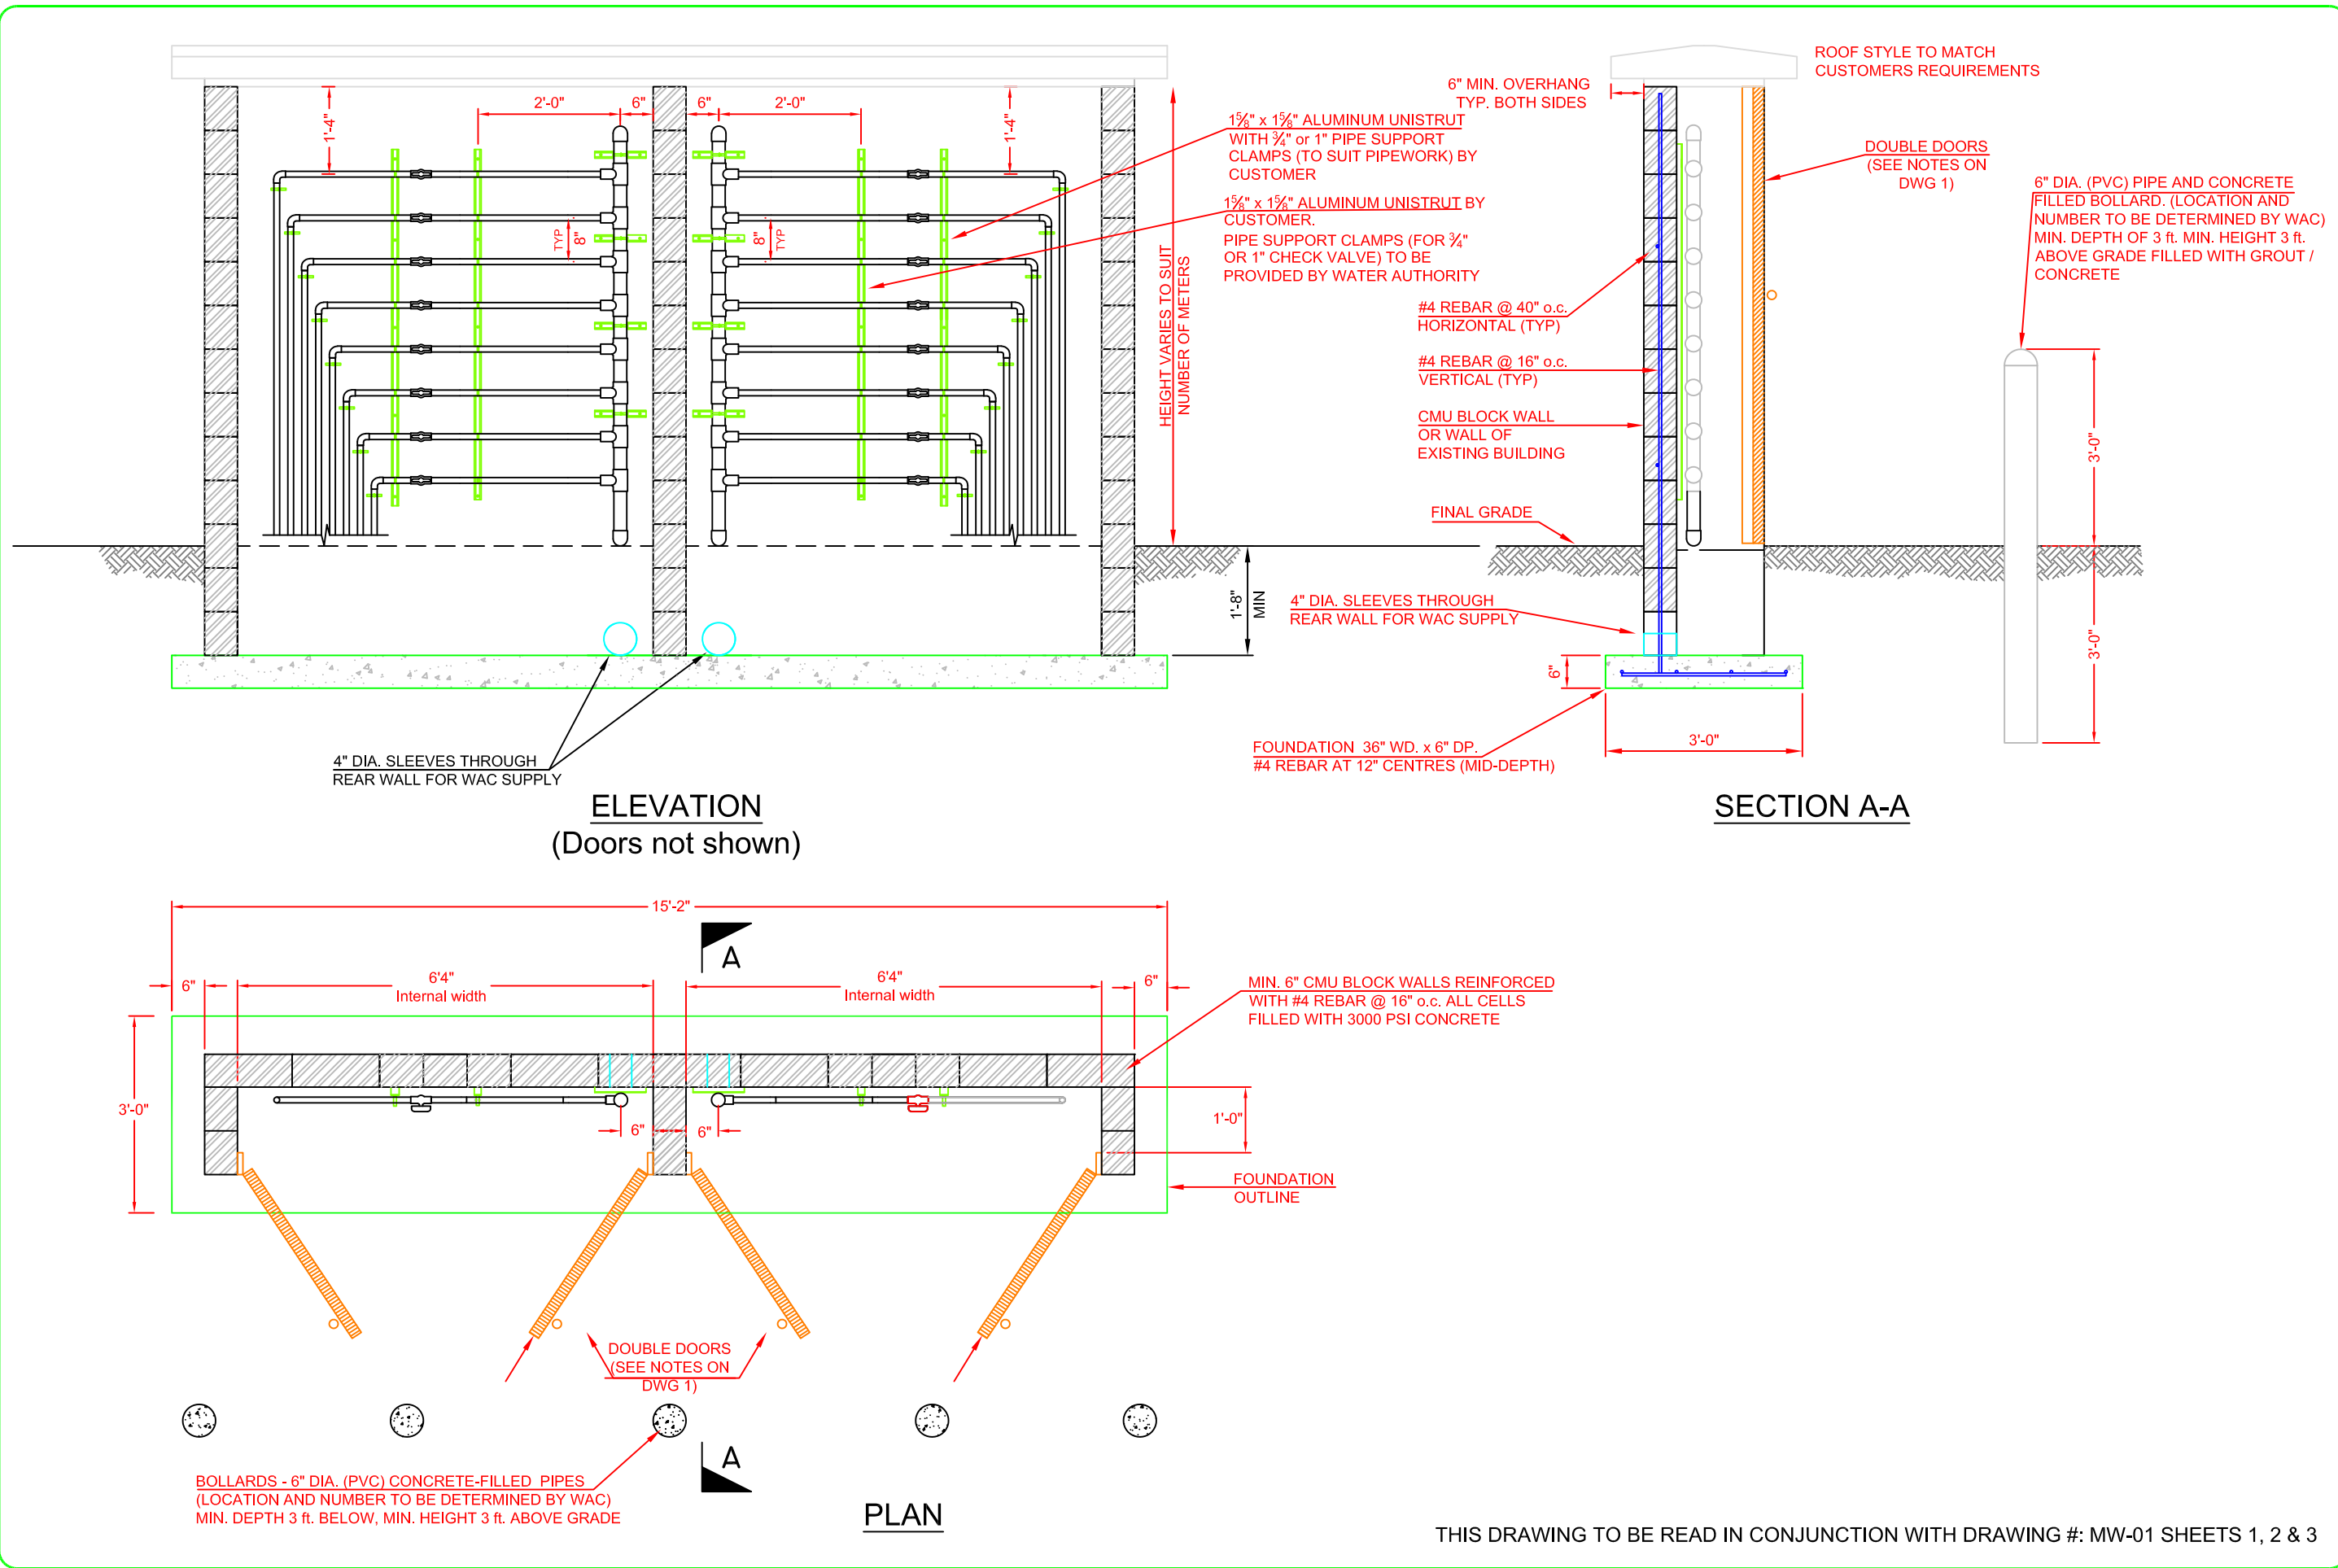 ROOF STYLE TO MATCH
CUSTOMERS REQUIREMENTS
6" MIN. OVERHANG
TYP. BOTH SIDES
2'-0"
6"
6"
2'-0"
1'-4"
1'-4"
1⅝" x 1⅝" ALUMINUM UNISTRUT
WITH ¾" or 1" PIPE SUPPORT
CLAMPS (TO SUIT PIPEWORK) BY
CUSTOMER
DOUBLE DOORS
(SEE NOTES ON
DWG 1)
6" DIA. (PVC) PIPE AND CONCRETE
FILLED BOLLARD. (LOCATION AND
NUMBER TO BE DETERMINED BY WAC)
MIN. DEPTH OF 3 ft. MIN. HEIGHT 3 ft.
ABOVE GRADE FILLED WITH GROUT /
CONCRETE
1⅝" x 1⅝" ALUMINUM UNISTRUT BY
CUSTOMER.
PIPE SUPPORT CLAMPS (FOR ¾"
OR 1" CHECK VALVE) TO BE
PROVIDED BY WATER AUTHORITY
TYP
8"
8"
TYP
HEIGHT VARIES TO SUIT
NUMBER OF METERS
#4 REBAR @ 40" o.c.
HORIZONTAL (TYP)
#4 REBAR @ 16" o.c.
VERTICAL (TYP)
CMU BLOCK WALL
OR WALL OF
EXISTING BUILDING
FINAL GRADE
3'-0"
3'-0"
1'-8"
MIN
4" DIA. SLEEVES THROUGH
REAR WALL FOR WAC SUPPLY
6"
3'-0"
FOUNDATION 36" WD. x 6" DP.
#4 REBAR AT 12" CENTRES (MID-DEPTH)
4" DIA. SLEEVES THROUGH
REAR WALL FOR WAC SUPPLY
ELEVATION
(Doors not shown)
SECTION A-A
15'-2"
A
6"
6'4"
Internal width
6'4"
Internal width
6"
MIN. 6" CMU BLOCK WALLS REINFORCED
WITH #4 REBAR @ 16" o.c. ALL CELLS
FILLED WITH 3000 PSI CONCRETE
3'-0"
6"
6"
1'-0"
FOUNDATION
OUTLINE
DOUBLE DOORS
(SEE NOTES ON
DWG 1)
A
BOLLARDS - 6" DIA. (PVC) CONCRETE-FILLED PIPES
(LOCATION AND NUMBER TO BE DETERMINED BY WAC)
MIN. DEPTH 3 ft. BELOW, MIN. HEIGHT 3 ft. ABOVE GRADE
PLAN
THIS DRAWING TO BE READ IN CONJUNCTION WITH DRAWING #: MW-01 SHEETS 1, 2 & 3